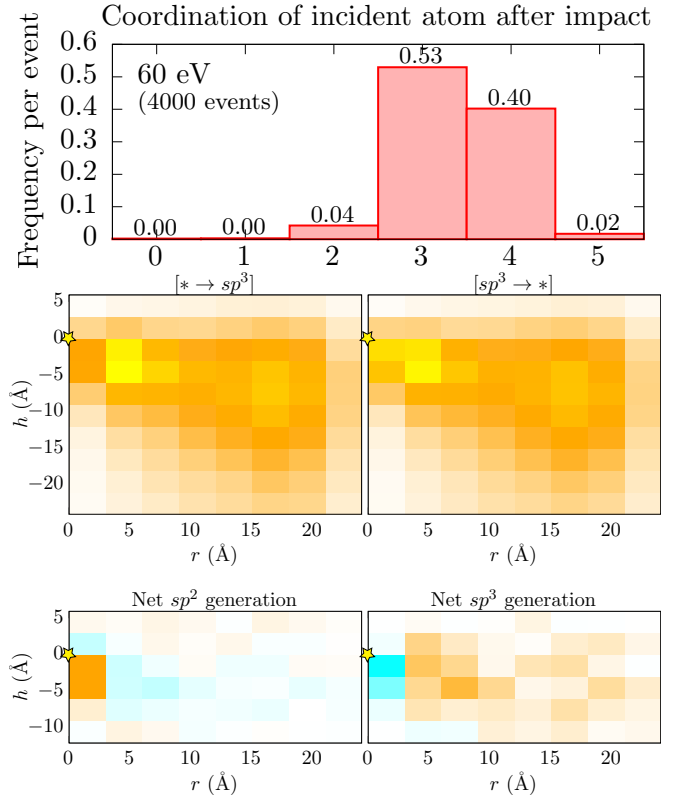 Coordination of incident atom after impact
Frequency per event
0.6
0.5
0.4
0.3
0.2
0.1
0
60 eV
(4000 events)
0.00
0.00
0.04
0.53
0.40
0.02
0 1 2 3 4 5
[∗ → sp³]
[sp³ → ∗]
h (Å)
5
0
−5
−10
−15
−20
0 5 10 15 20
0 5 10 15 20
r (Å)
r (Å)
Net sp² generation
Net sp³ generation
h (Å)
5
0
−5
−10
0 5 10 15 20
0 5 10 15 20
r (Å)
r (Å)